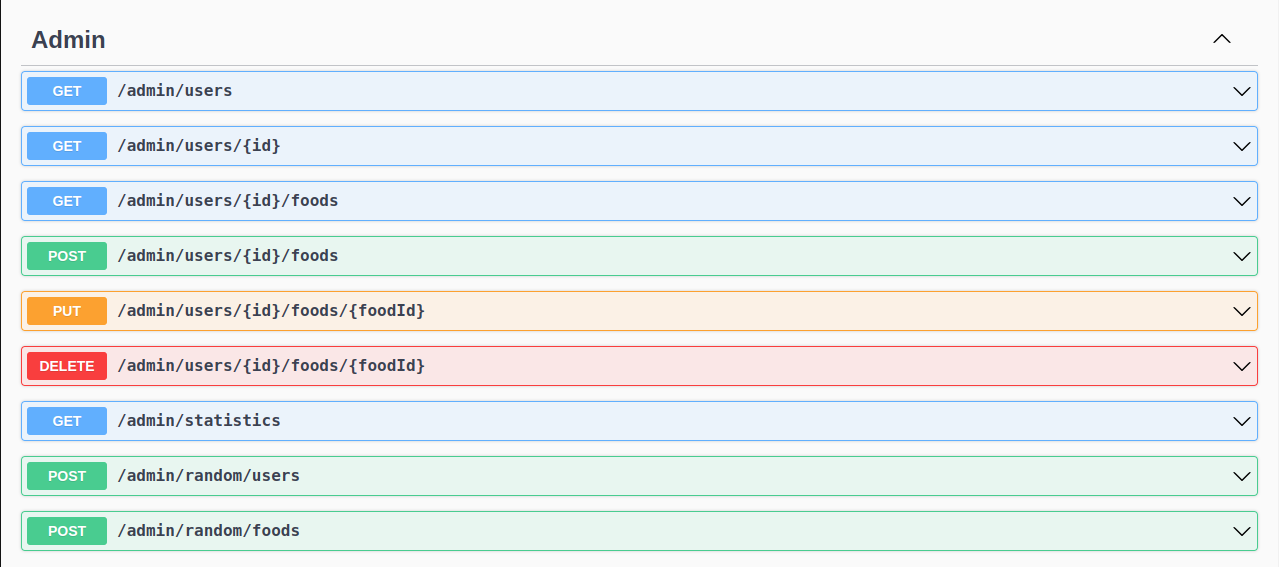 Admin
GET /admin/users
GET /admin/users/{id}
GET /admin/users/{id}/foods
POST /admin/users/{id}/foods
PUT /admin/users/{id}/foods/{foodId}
DELETE /admin/users/{id}/foods/{foodId}
GET /admin/statistics
POST /admin/random/users
POST /admin/random/foods